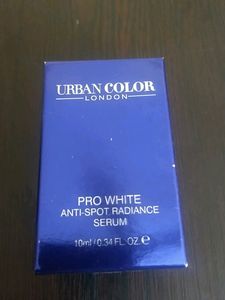 URBAN COLOR
LONDON
PRO WHITE
ANTI-SPOT RADIANCE
SERUM
10ml / 0.34 FL. OZ. ℮